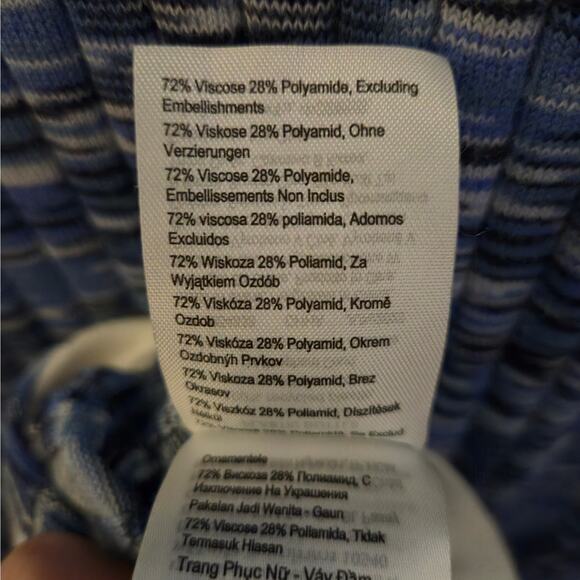 72% Viscose 28% Polyamide, Excluding
Embellishments
72% Viskose 28% Polyamid, Ohne
Verzierungen
72% Viscose 28% Polyamide,
Embellissements Non Inclus
72% viscosa 28% poliamida, Adornos
Excluidos
72% Wiskoza 28% Poliamid, Za
Wyjątkiem Ozdób
72% Viskóza 28% Polyamid, Kromě
Ozdob
72% Viskóza 28% Polyamid, Okrem
Ozdobnýh Prvkov
72% Viskoza 28% Polyamid, Brez
Okrasov
72% Viszkóz 28% Poliamid, Díszítések
Nélkül
Ornamentele
72% Вискоза 28% Полиамид, С
Изключение На Украшения
Pakaian Jadi Wanita - Gaun
72% Viscose 28% Poliamida, Tidak
Termasuk Hiasan
Trang Phục Nữ - Váy Đầm